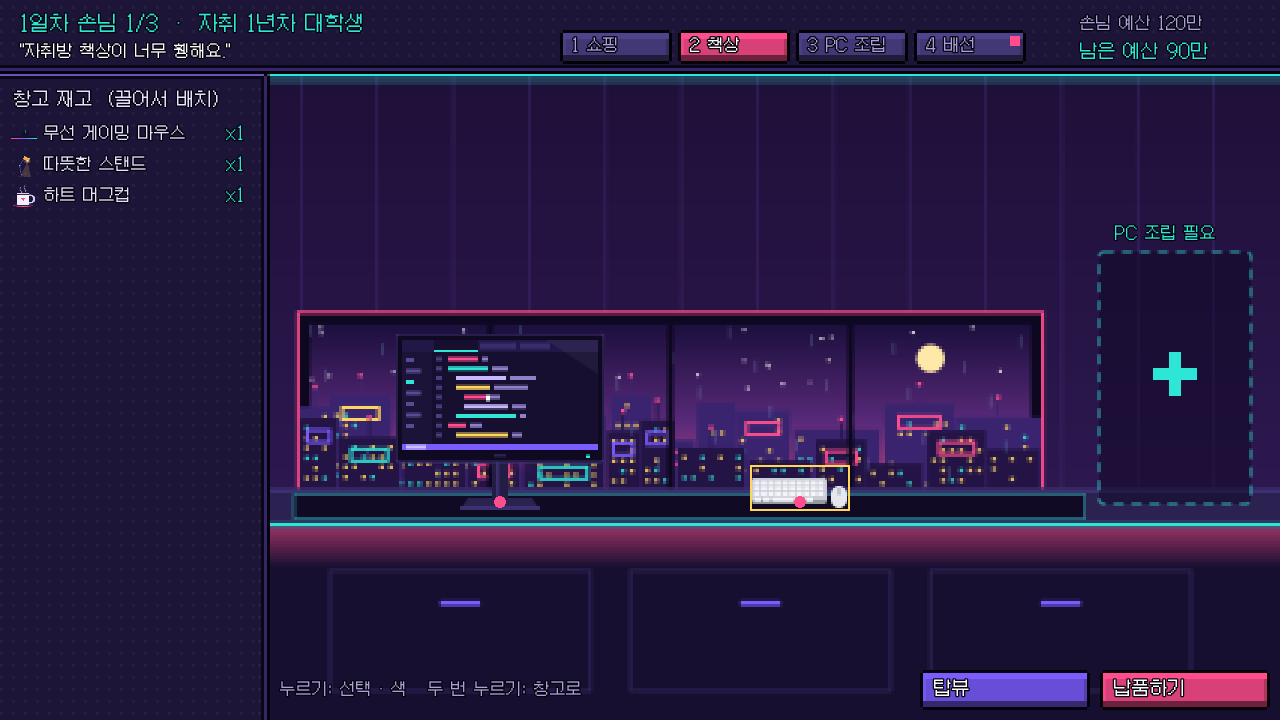 1일차 손님 1/3 · 자취 1년차 대학생
"자취방 책상이 너무 휑해요."
1 쇼핑
2 책상
3 PC 조립
4 배선
손님 예산 120만
남은 예산 90만
창고 재고 (끌어서 배치)
무선 게이밍 마우스 x1
따뜻한 스탠드 x1
하트 머그컵 x1
PC 조립 필요
누르기: 선택 · 색 두 번 누르기: 창고로
탑뷰
납품하기